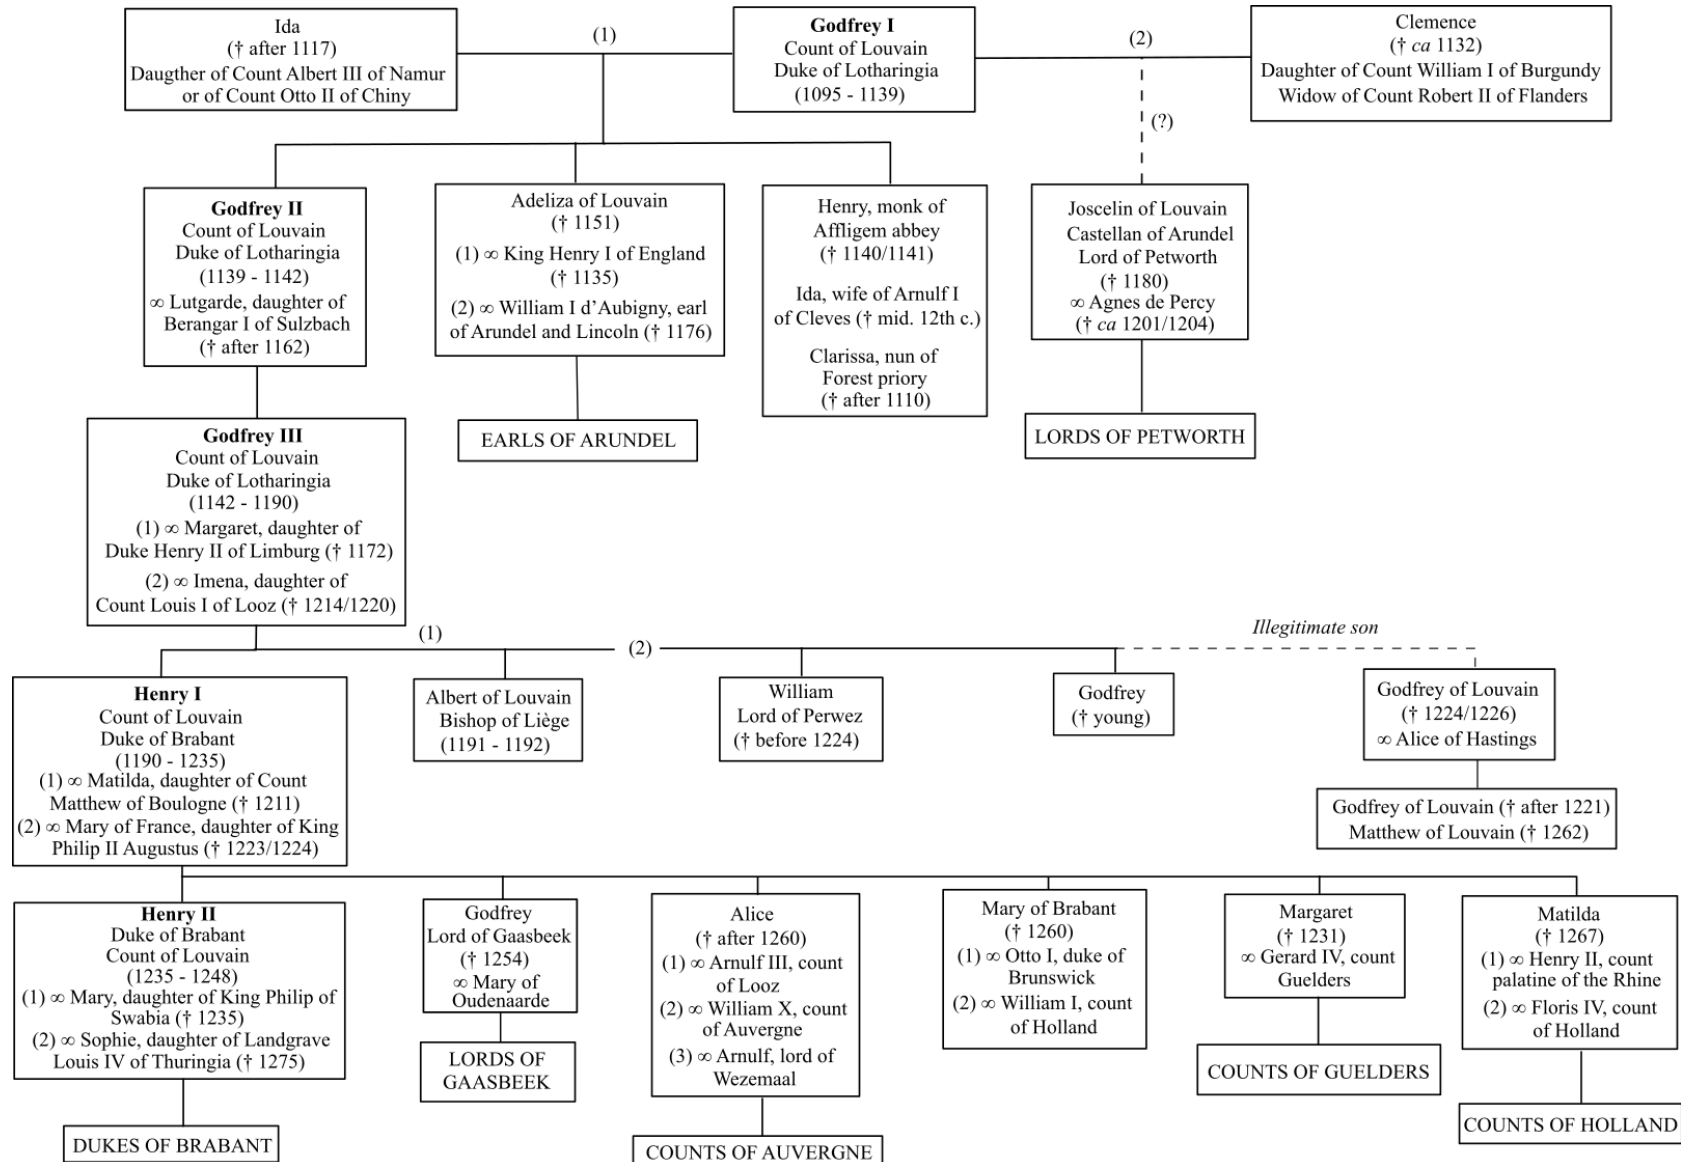 Ida
(† after 1117)
Daugther of Count Albert III of Namur
or of Count Otto II of Chiny
(1)
Godfrey I
Count of Louvain
Duke of Lotharingia
(1095 - 1139)
(2)
Clemence
(† ca 1132)
Daughter of Count William I of Burgundy
Widow of Count Robert II of Flanders
(?)
Godfrey II
Count of Louvain
Duke of Lotharingia
(1139 - 1142)
∞ Lutgarde, daughter of
Berangar I of Sulzbach
(† after 1162)
Adeliza of Louvain
(† 1151)
(1) ∞ King Henry I of England
(† 1135)
(2) ∞ William I d’Aubigny, earl
of Arundel and Lincoln († 1176)
Henry, monk of
Affligem abbey
(† 1140/1141)
Ida, wife of Arnulf I
of Cleves († mid. 12th c.)
Clarissa, nun of
Forest priory
(† after 1110)
Joscelin of Louvain
Castellan of Arundel
Lord of Petworth
(† 1180)
∞ Agnes de Percy
(† ca 1201/1204)
EARLS OF ARUNDEL
LORDS OF PETWORTH
Godfrey III
Count of Louvain
Duke of Lotharingia
(1142 - 1190)
(1) ∞ Margaret, daughter of
Duke Henry II of Limburg († 1172)
(2) ∞ Imena, daughter of
Count Louis I of Looz († 1214/1220)
(1)
(2)
Illegitimate son
Henry I
Count of Louvain
Duke of Brabant
(1190 - 1235)
(1) ∞ Matilda, daughter of Count
Matthew of Boulogne († 1211)
(2) ∞ Mary of France, daughter of King
Philip II Augustus († 1223/1224)
Albert of Louvain
Bishop of Liège
(1191 - 1192)
William
Lord of Perwez
(† before 1224)
Godfrey
(† young)
Godfrey of Louvain
(† 1224/1226)
∞ Alice of Hastings
Godfrey of Louvain († after 1221)
Matthew of Louvain († 1262)
Henry II
Duke of Brabant
Count of Louvain
(1235 - 1248)
(1) ∞ Mary, daughter of King Philip of
Swabia († 1235)
(2) ∞ Sophie, daughter of Landgrave
Louis IV of Thuringia († 1275)
Godfrey
Lord of Gaasbeek
(† 1254)
∞ Mary of
Oudenaarde
Alice
(† after 1260)
(1) ∞ Arnulf III, count
of Looz
(2) ∞ William X, count
of Auvergne
(3) ∞ Arnulf, lord of
Wezemaal
Mary of Brabant
(† 1260)
(1) ∞ Otto I, duke of
Brunswick
(2) ∞ William I, count
of Holland
Margaret
(† 1231)
∞ Gerard IV, count
Guelders
Matilda
(† 1267)
(1) ∞ Henry II, count
palatine of the Rhine
(2) ∞ Floris IV, count
of Holland
DUKES OF BRABANT
LORDS OF
GAASBEEK
COUNTS OF AUVERGNE
COUNTS OF GUELDERS
COUNTS OF HOLLAND